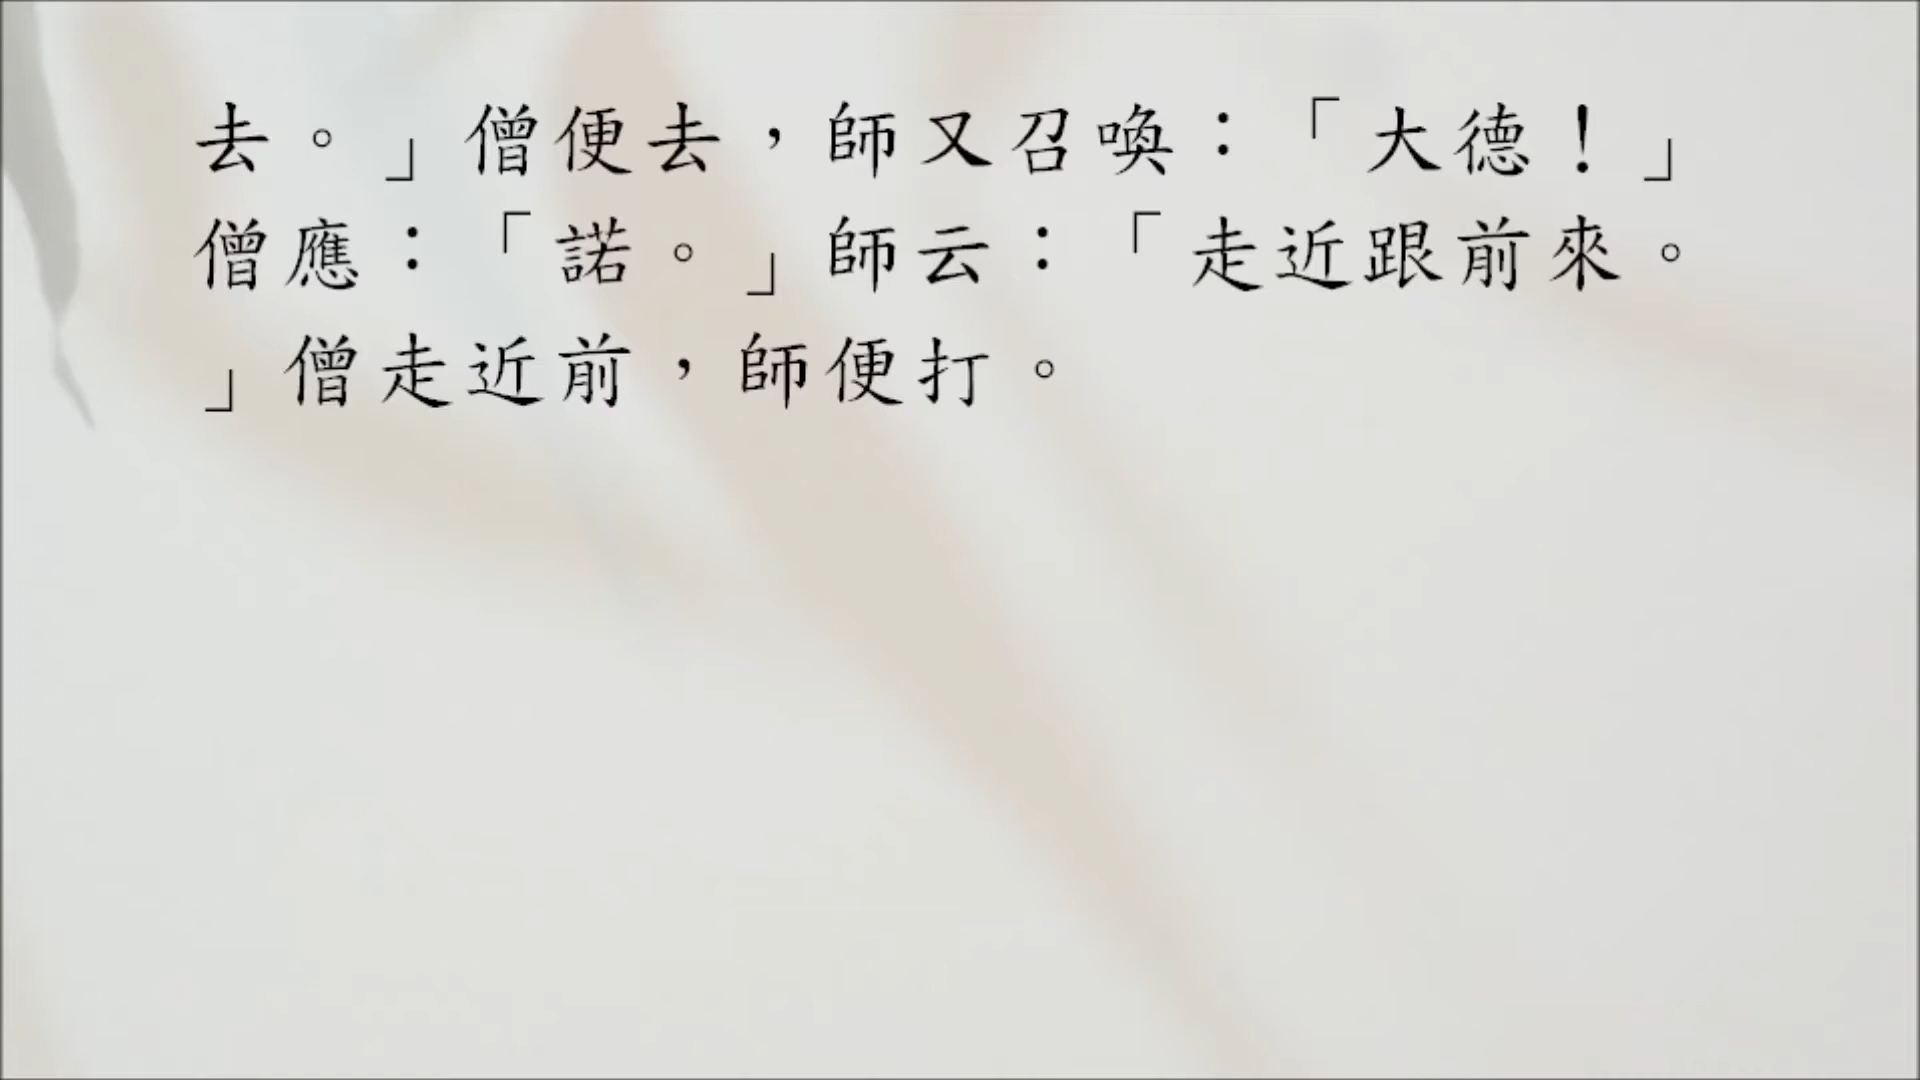 去。」僧便去，師又召喚：「大德！」
僧應：「諾。」師云：「走近跟前來。
」僧走近前，師便打。